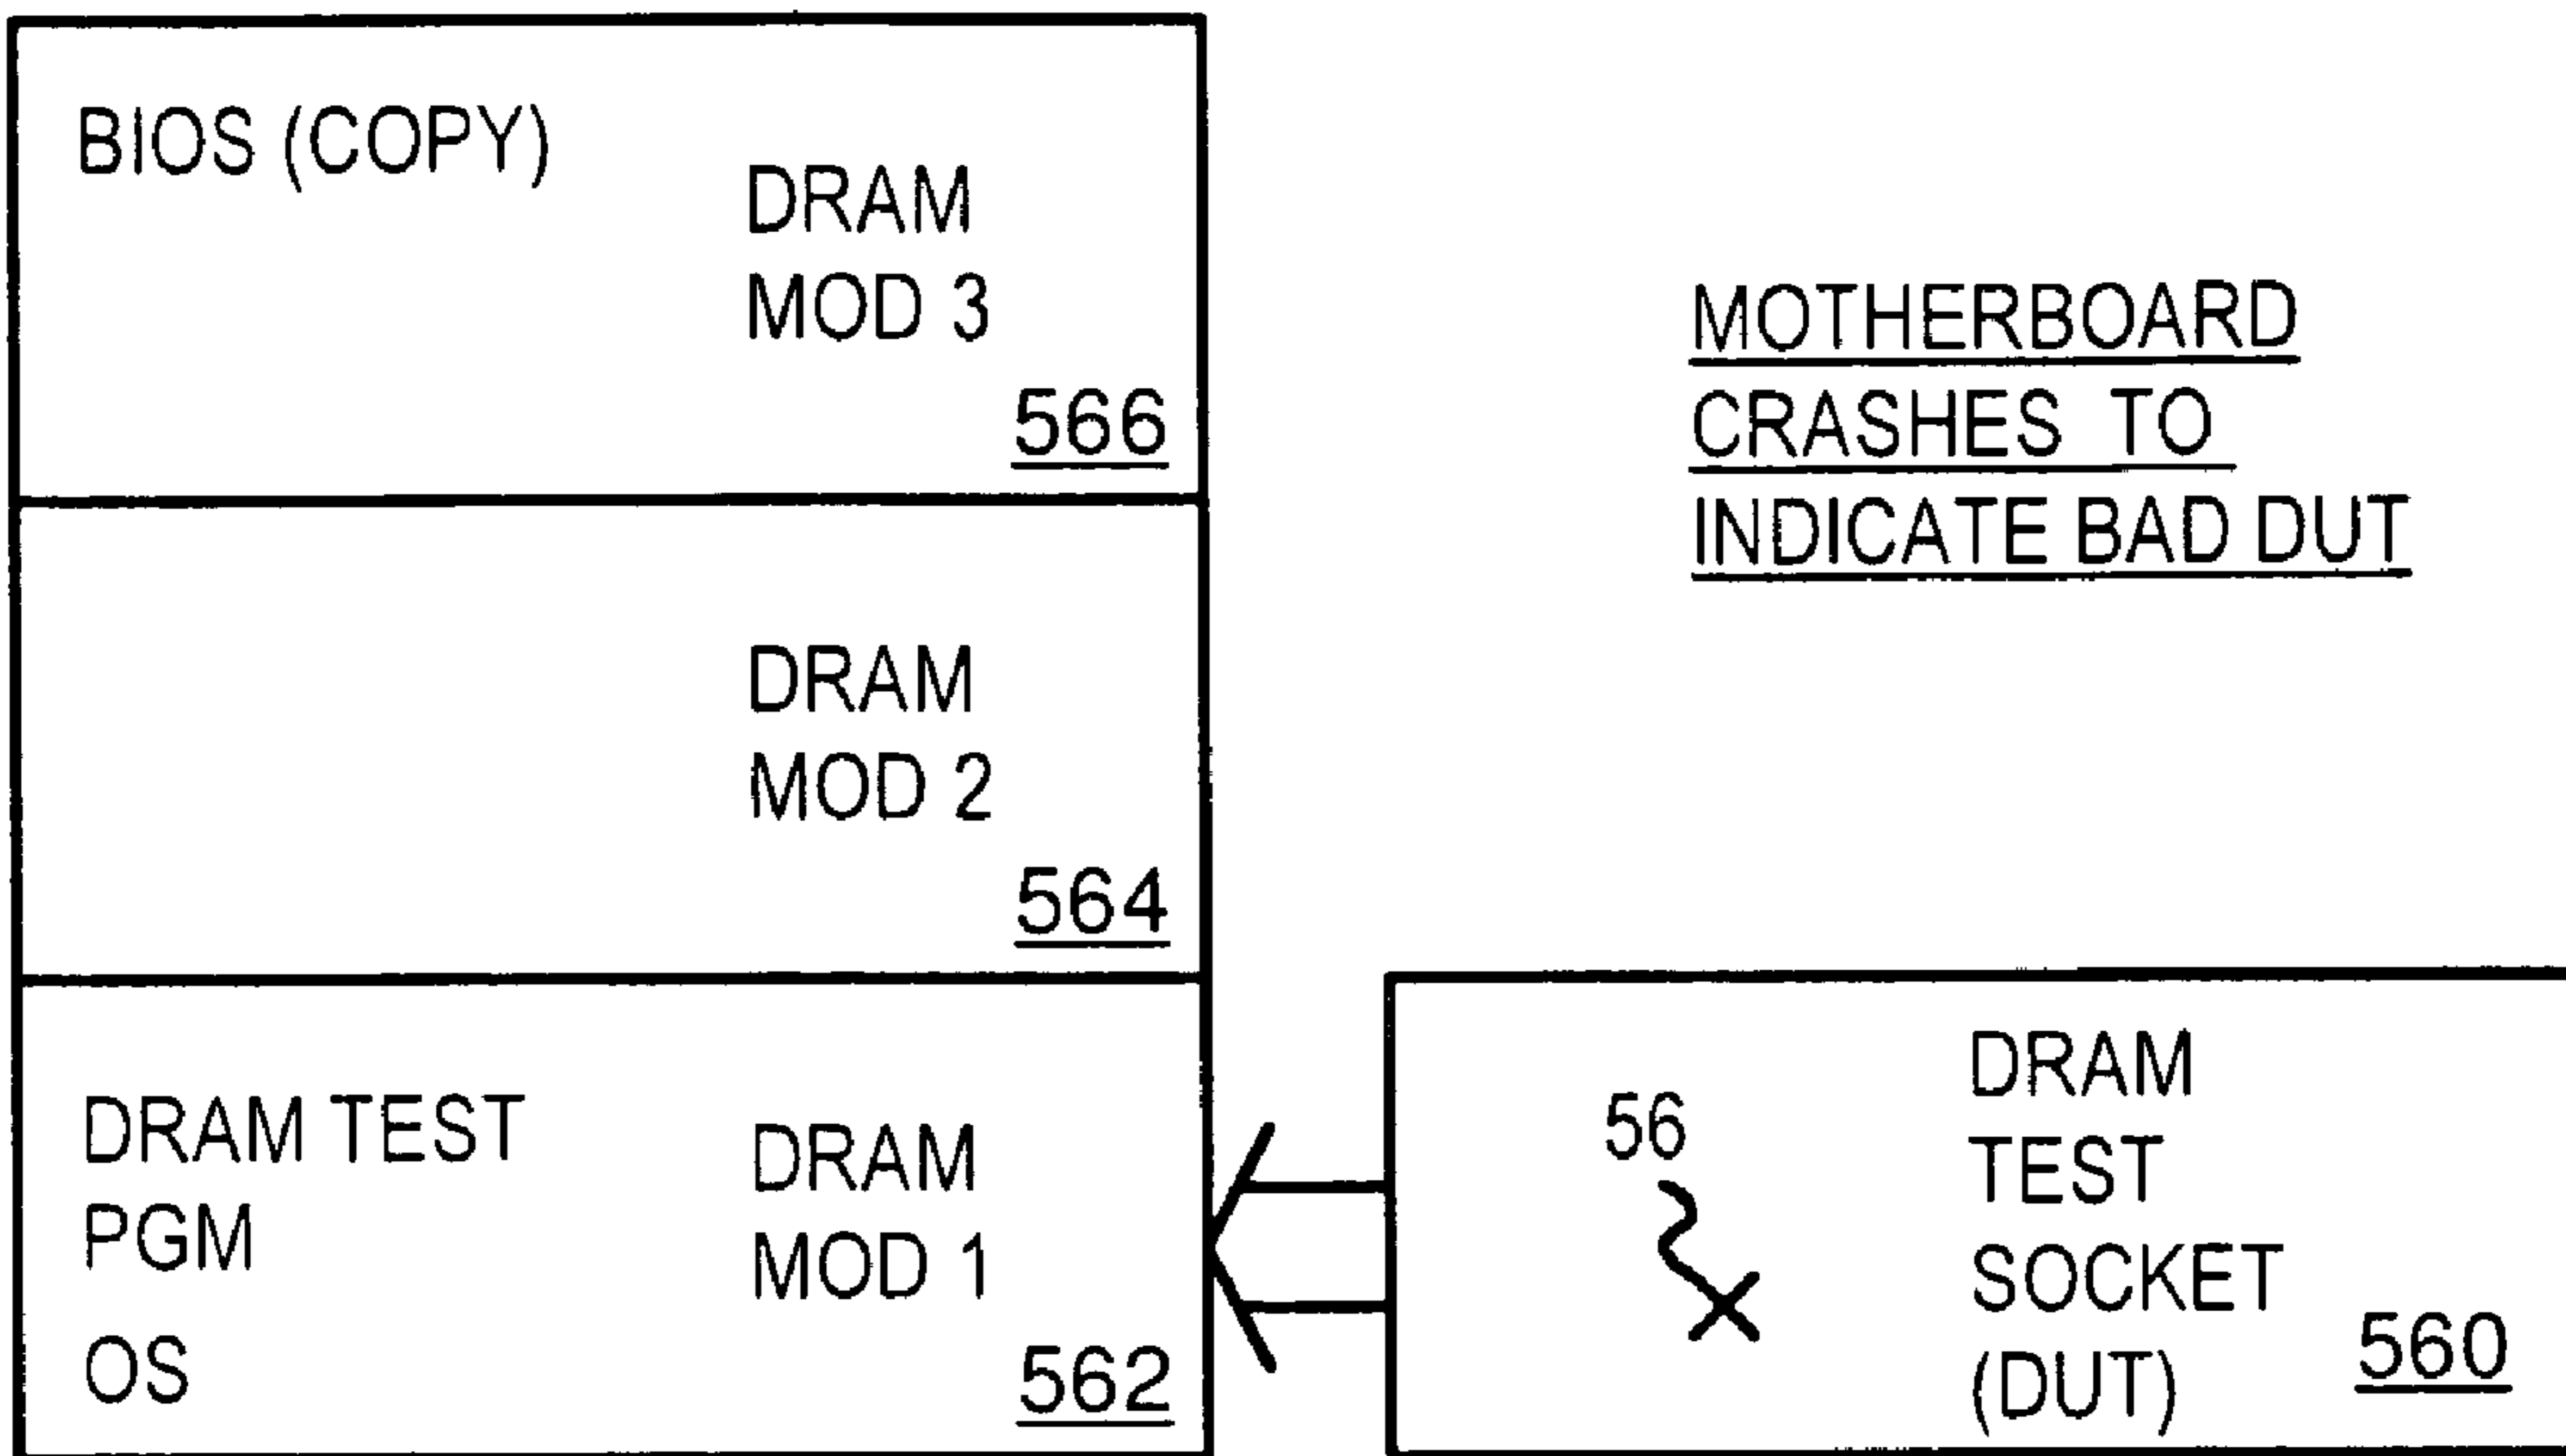 BIOS (COPY)
DRAM
MOD 3
566
MOTHERBOARD
CRASHES TO
INDICATE BAD DUT
DRAM
MOD 2
564
DRAM TEST
PGM
OS
DRAM
MOD 1
562
56
DRAM
TEST
SOCKET
(DUT)
560